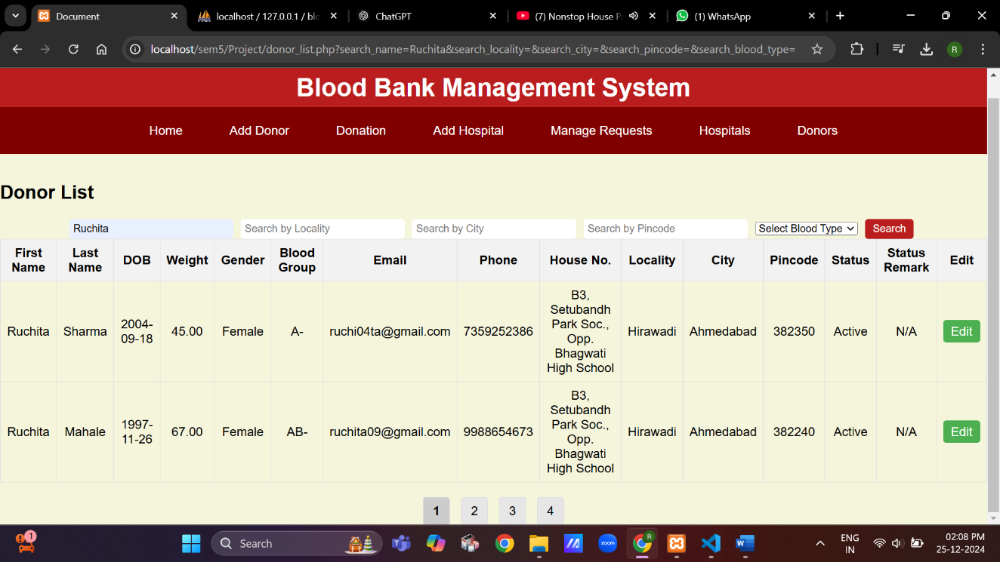 Document
localhost / 127.0.0.1 / blo
ChatGPT
(7) Nonstop House Pa
(1) WhatsApp
localhost/sem5/Project/donor_list.php?search_name=Ruchita&search_locality=&search_city=&search_pincode=&search_blood_type=
R
Blood Bank Management System
Home Add Donor Donation Add Hospital Manage Requests Hospitals Donors
Donor List
Ruchita Search by Locality Search by City Search by Pincode Select Blood Type Search
First Name Last Name DOB Weight Gender Blood Group Email Phone House No. Locality City Pincode Status Status Remark Edit
Ruchita Sharma 2004-09-18 45.00 Female A- ruchi04ta@gmail.com 7359252386 B3, Setubandh Park Soc., Opp. Bhagwati High School Hirawadi Ahmedabad 382350 Active N/A Edit
Ruchita Mahale 1997-11-26 67.00 Female AB- ruchita09@gmail.com 9988654673 B3, Setubandh Park Soc., Opp. Bhagwati High School Hirawadi Ahmedabad 382240 Active N/A Edit
1 2 3 4
1
Search
zoom
R
W
ENG
IN
02:08 PM
25-12-2024